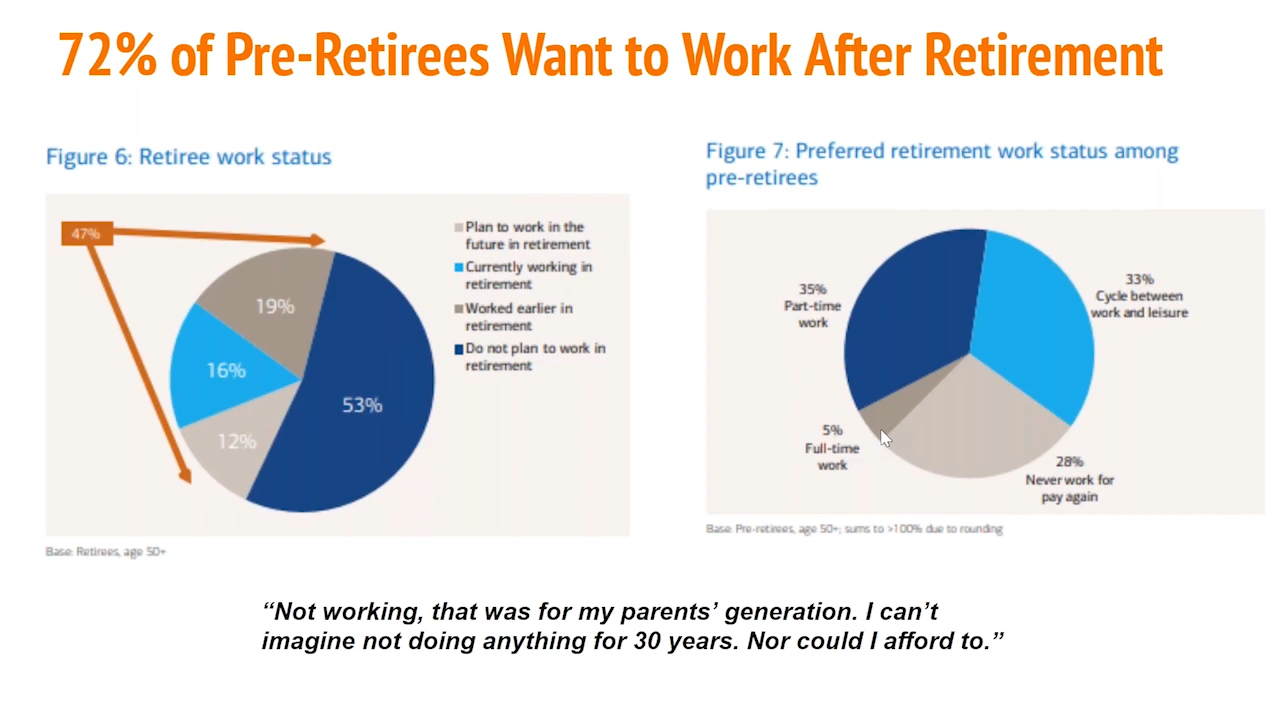 72% of Pre-Retirees Want to Work After Retirement
Figure 6: Retiree work status
47%
19%
16%
12%
53%
Plan to work in the
future in retirement
Currently working in
retirement
Worked earlier in
retirement
Do not plan to work in
retirement
Base: Retirees, age 50+
Figure 7: Preferred retirement work status among
pre-retirees
35%
Part-time
work
33%
Cycle between
work and leisure
5%
Full-time
work
28%
Never work for
pay again
Base: Pre-retirees, age 50+; sums to >100% due to rounding
“Not working, that was for my parents’ generation. I can’t
imagine not doing anything for 30 years. Nor could I afford to.”